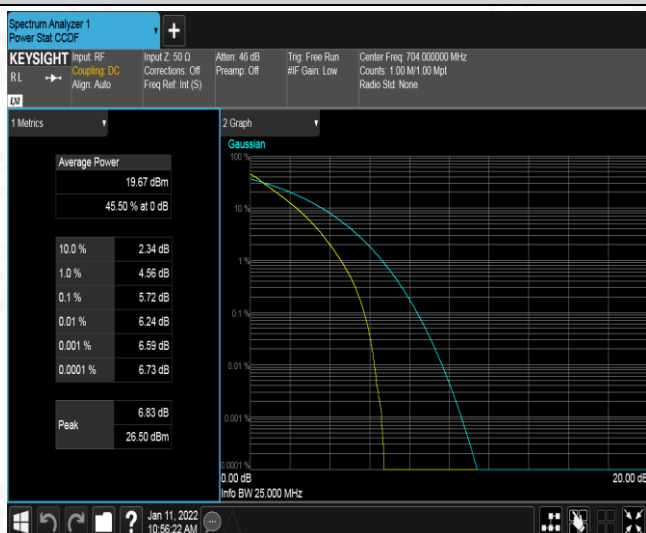 Spectrum Analyzer 1
Power Stat CCDF
+
KEYSIGHT
RL
LXI
Input: RF
Coupling: DC
Align: Auto
Input Z: 50 Ω
Corrections: Off
Freq Ref: Int (S)
Atten: 46 dB
Preamp: Off
Trig: Free Run
#IF Gain: Low
Center Freq: 704.000000 MHz
Counts: 1.00 M/1.00 Mpt
Radio Std: None
1 Metrics
Average Power
19.67 dBm
45.50 % at 0 dB
10.0 % 2.34 dB
1.0 % 4.56 dB
0.1 % 5.72 dB
0.01 % 6.24 dB
0.001 % 6.59 dB
0.0001 % 6.73 dB
Peak 6.83 dB
26.50 dBm
2 Graph
Gaussian
100 %
10 %
1 %
0.1 %
0.01 %
0.001 %
0.0001 %
0.00 dB 20.00 dB
Info BW 25.000 MHz
?
Jan 11, 2022
10:56:22 AM